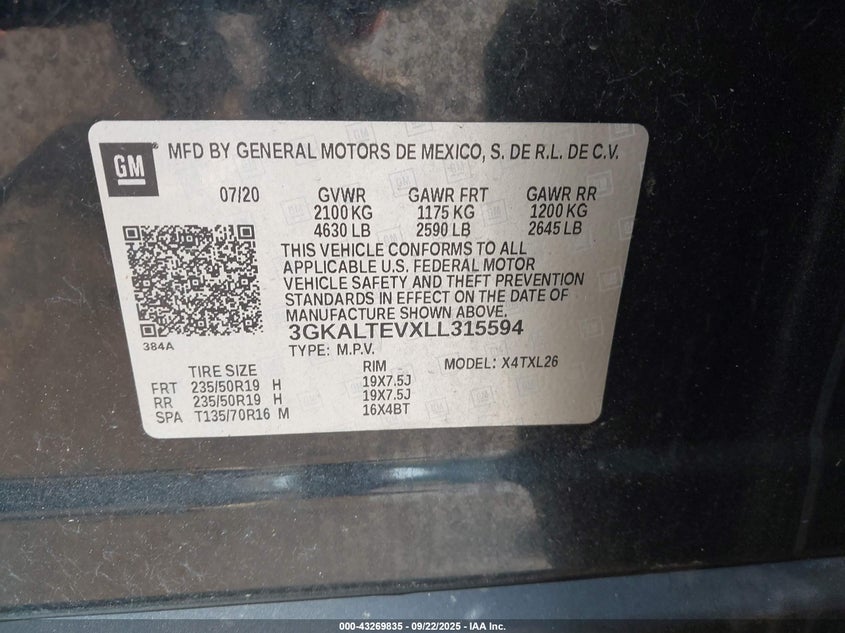 GM
MFD BY GENERAL MOTORS DE MEXICO, S. DE R.L. DE C.V.
07/20 GVWR GAWR FRT GAWR RR
2100 KG 1175 KG 1200 KG
4630 LB 2590 LB 2645 LB
THIS VEHICLE CONFORMS TO ALL
APPLICABLE U.S. FEDERAL MOTOR
VEHICLE SAFETY AND THEFT PREVENTION
STANDARDS IN EFFECT ON THE DATE OF
MANUFACTURE SHOWN ABOVE.
3GKALTEVXLL315594
384A
TYPE: M.P.V. MODEL: X4TXL26
TIRE SIZE RIM
FRT 235/50R19 H 19X7.5J
RR 235/50R19 H 19X7.5J
SPA T135/70R16 M 16X4BT
000-43269835 - 09/22/2025 - IAA Inc.